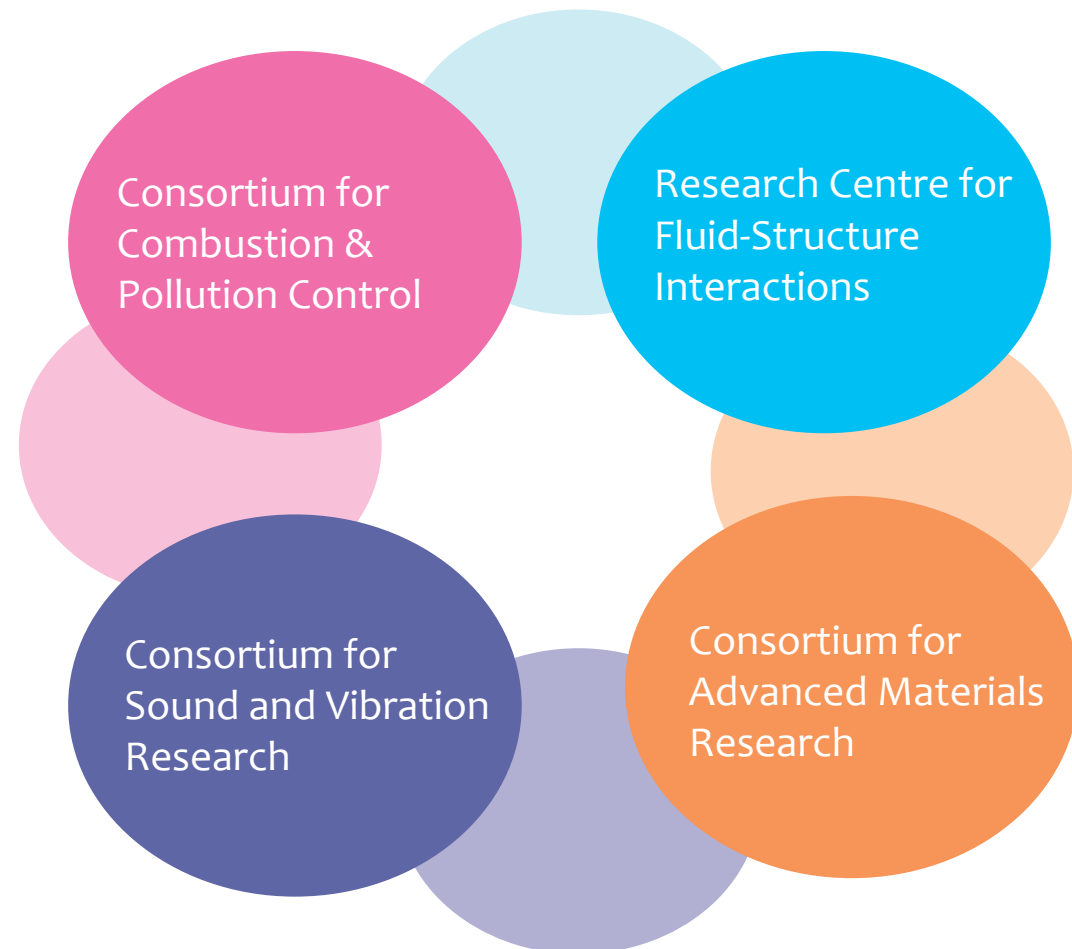 Consortium for
Combustion &
Pollution Control
Research Centre for
Fluid-Structure
Interactions
Consortium for
Sound and Vibration
Research
Consortium for
Advanced Materials
Research